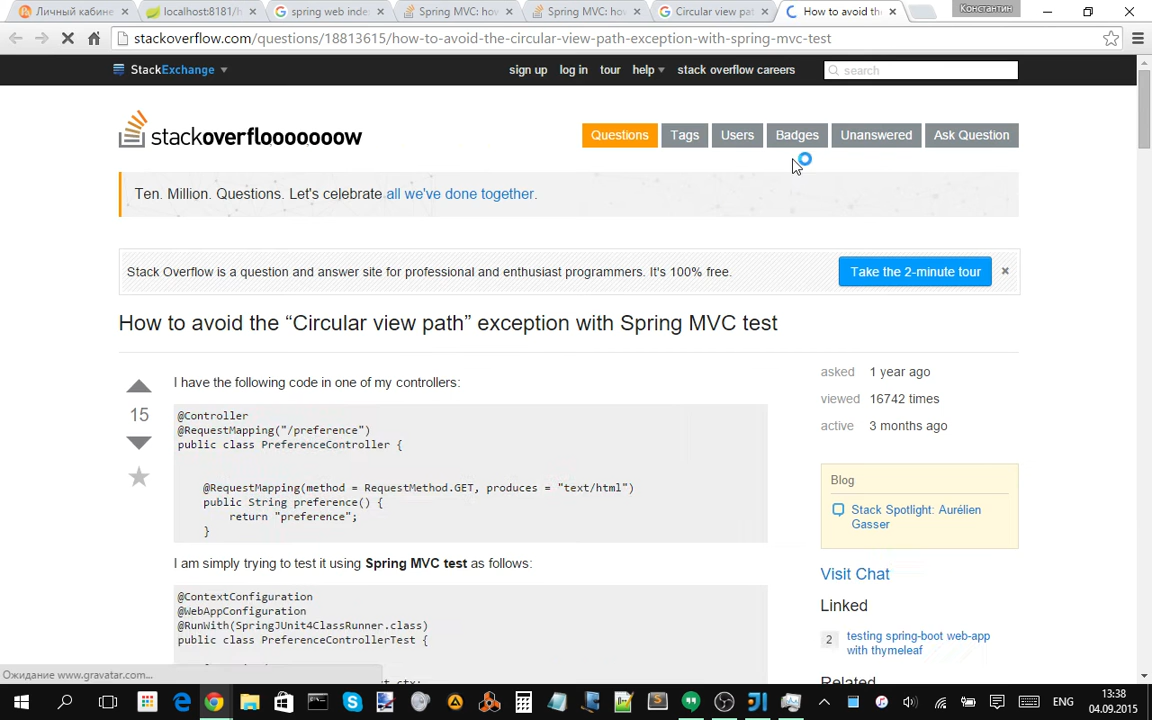 Личный кабине
localhost:8181/h
spring web inde
Spring MVC: how
Spring MVC: how
Circular view pat
How to avoid the
Константин
stackoverflow.com/questions/18813615/how-to-avoid-the-circular-view-path-exception-with-spring-mvc-test
StackExchange
sign up
log in
tour
help
stack overflow careers
search
stackoverflooooooow
Questions
Tags
Users
Badges
Unanswered
Ask Question
Ten. Million. Questions. Let's celebrate all we've done together.
Stack Overflow is a question and answer site for professional and enthusiast programmers. It's 100% free.
Take the 2-minute tour
×
How to avoid the “Circular view path” exception with Spring MVC test
I have the following code in one of my controllers:
asked 1 year ago
viewed 16742 times
active 3 months ago
15
@Controller
@RequestMapping("/preference")
public class PreferenceController {
@RequestMapping(method = RequestMethod.GET, produces = "text/html")
public String preference() {
return "preference";
}
Blog
Stack Spotlight: Aurélien
Gasser
I am simply trying to test it using Spring MVC test as follows:
Visit Chat
@ContextConfiguration
@WebAppConfiguration
@RunWith(SpringJUnit4ClassRunner.class)
public class PreferenceControllerTest {
Linked
2
testing spring-boot web-app
with thymeleaf
Related
Ожидание www.gravatar.com...
ENG
13:38
04.09.2015